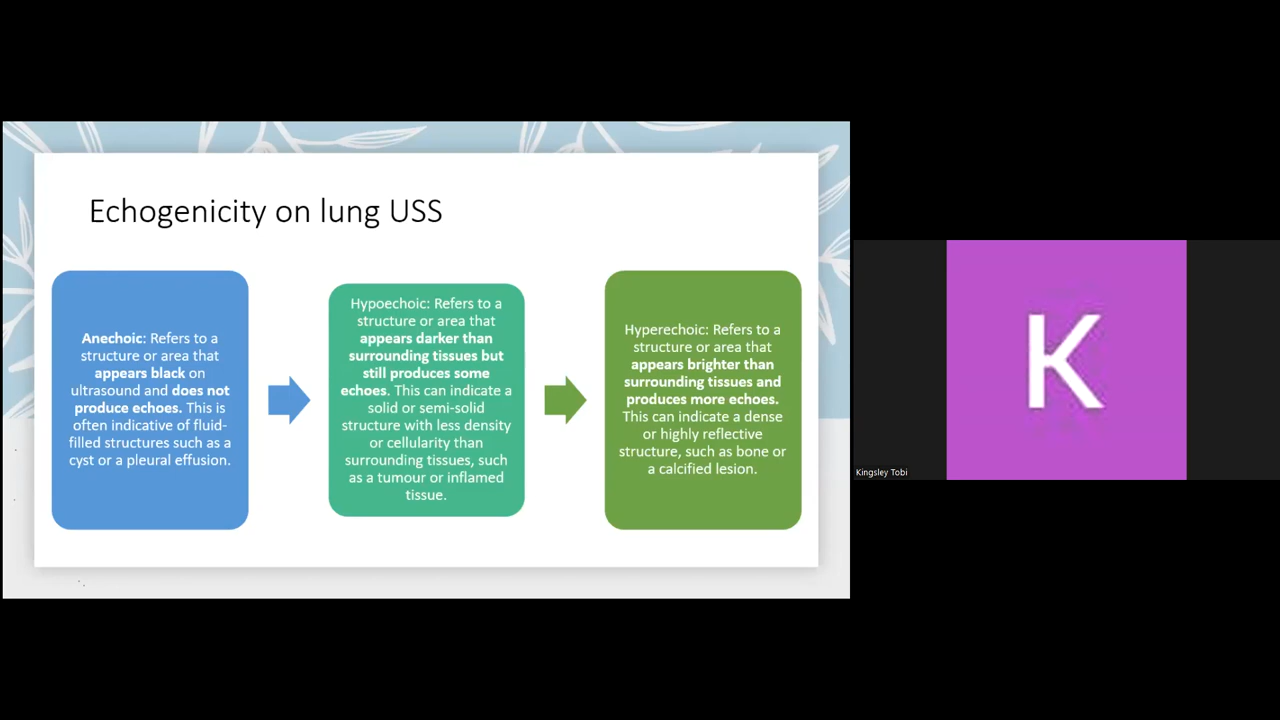 Echogenicity on lung USS
Anechoic: Refers to a
structure or area that
appears black on
ultrasound and does not
produce echoes. This is
often indicative of fluid-
filled structures such as a
cyst or a pleural effusion.
Hypoechoic: Refers to a
structure or area that
appears darker than
surrounding tissues but
still produces some
echoes. This can indicate a
solid or semi-solid
structure with less density
or cellularity than
surrounding tissues, such
as a tumour or inflamed
tissue.
Hyperechoic: Refers to a
structure or area that
appears brighter than
surrounding tissues and
produces more echoes.
This can indicate a dense
or highly reflective
structure, such as bone or
a calcified lesion.
K
Kingsley Tobi